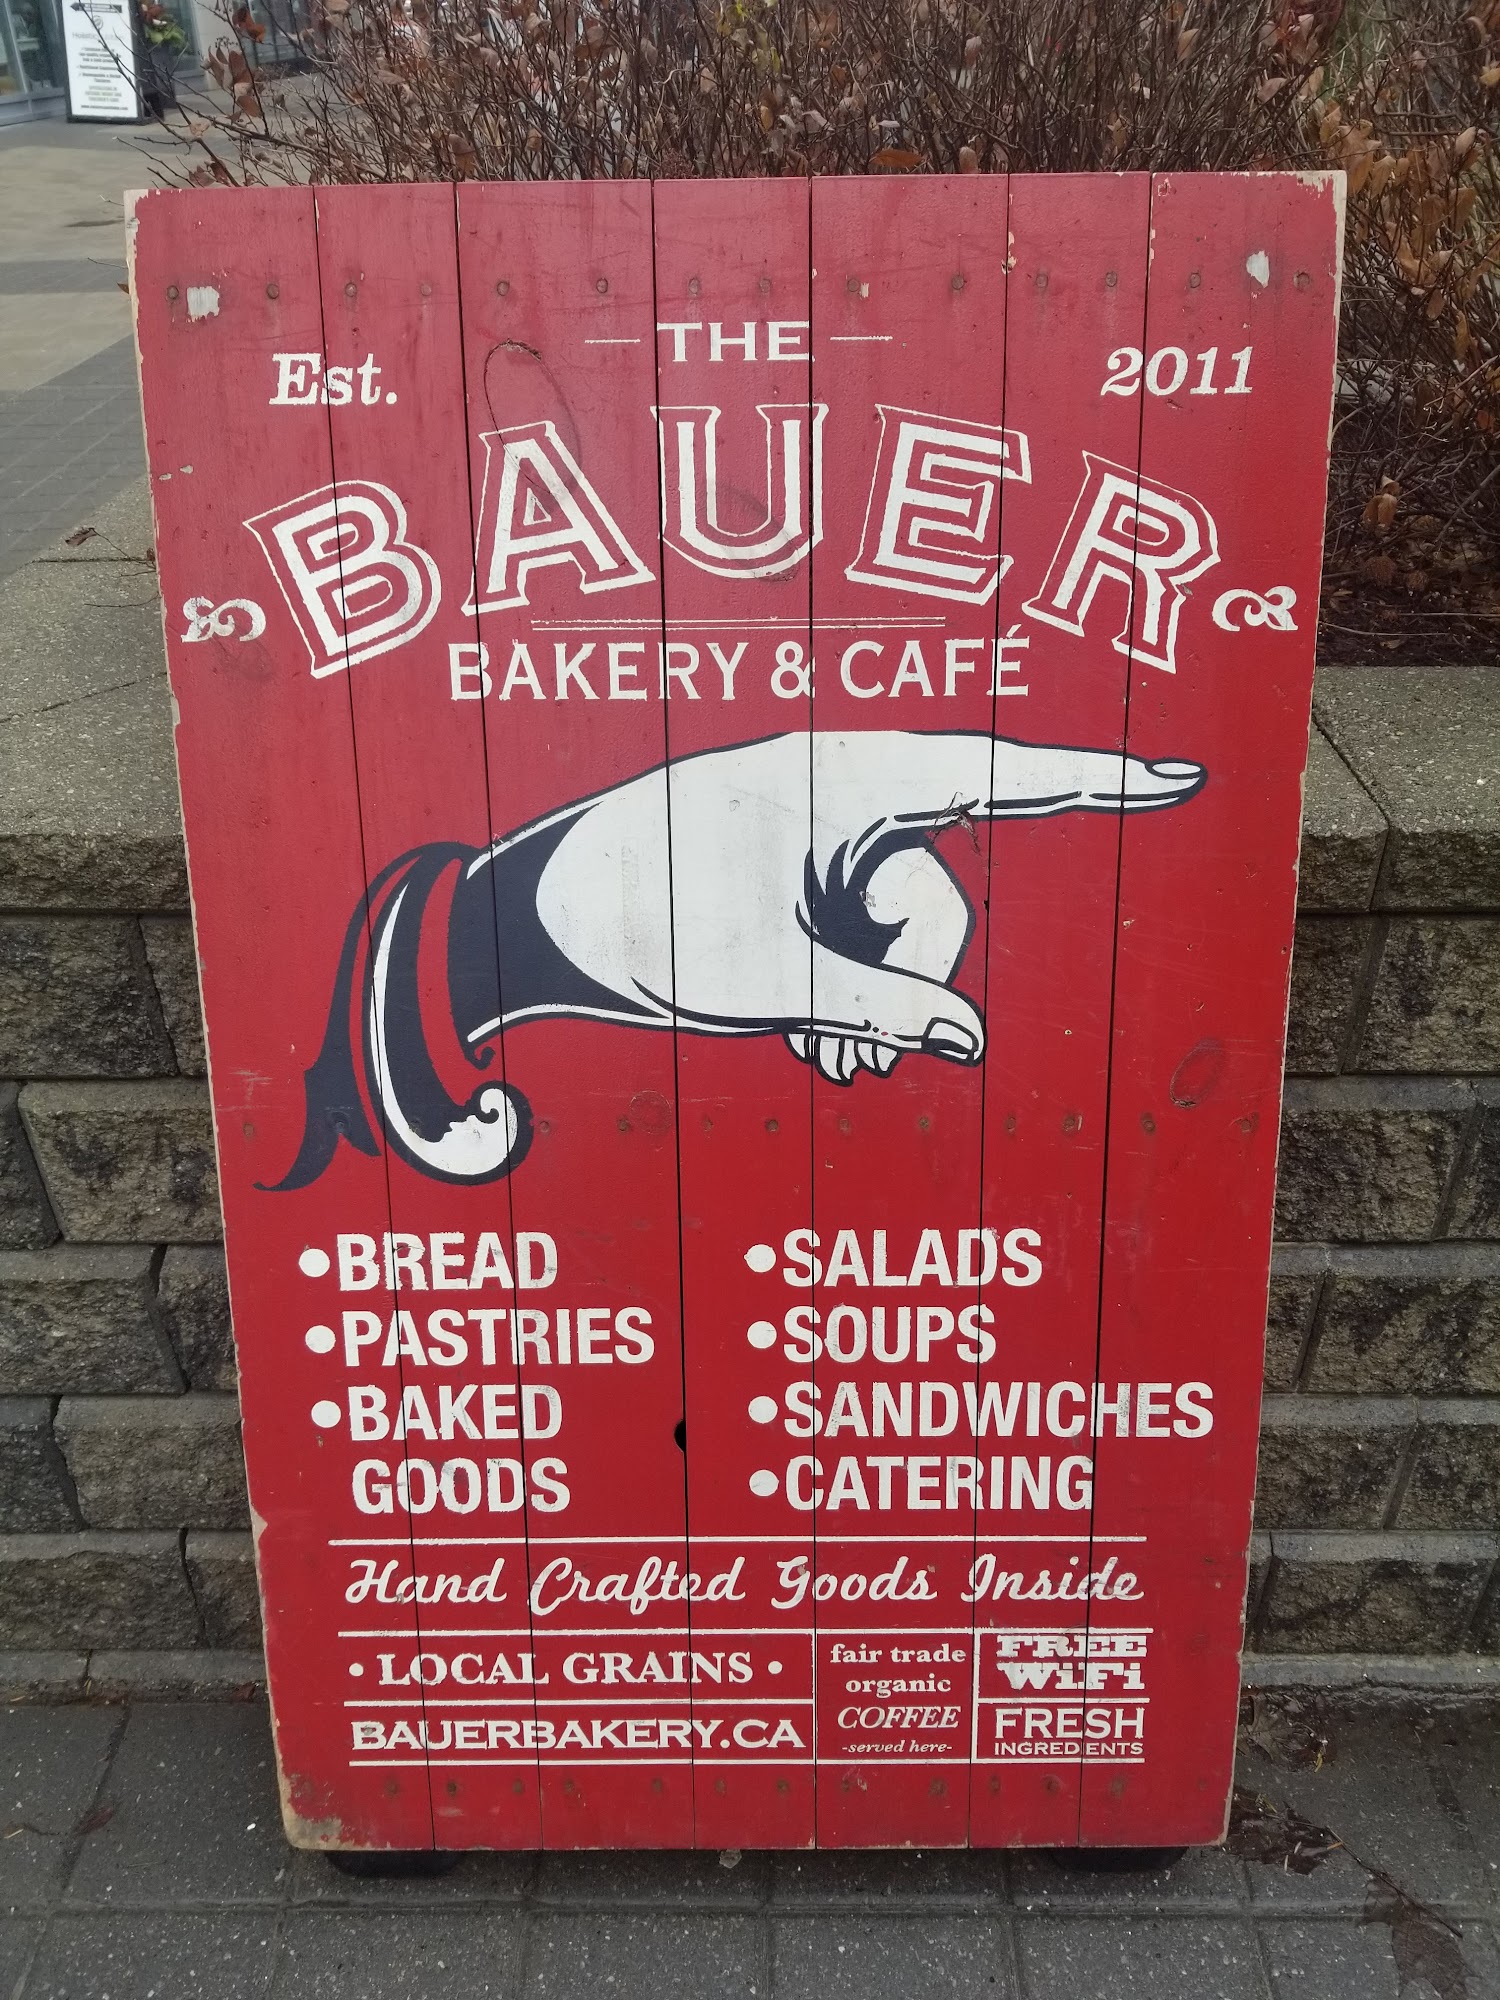 THE
Est. 2011
BAUER
BAKERY & CAFÉ
•BREAD
•PASTRIES
•BAKED
GOODS
•SALADS
•SOUPS
•SANDWICHES
•CATERING
Hand Crafted Goods Inside
• LOCAL GRAINS •
BAUERBAKERY.CA
fair trade
organic
COFFEE
-served here-
FREE
WiFi
FRESH
INGREDIENTS